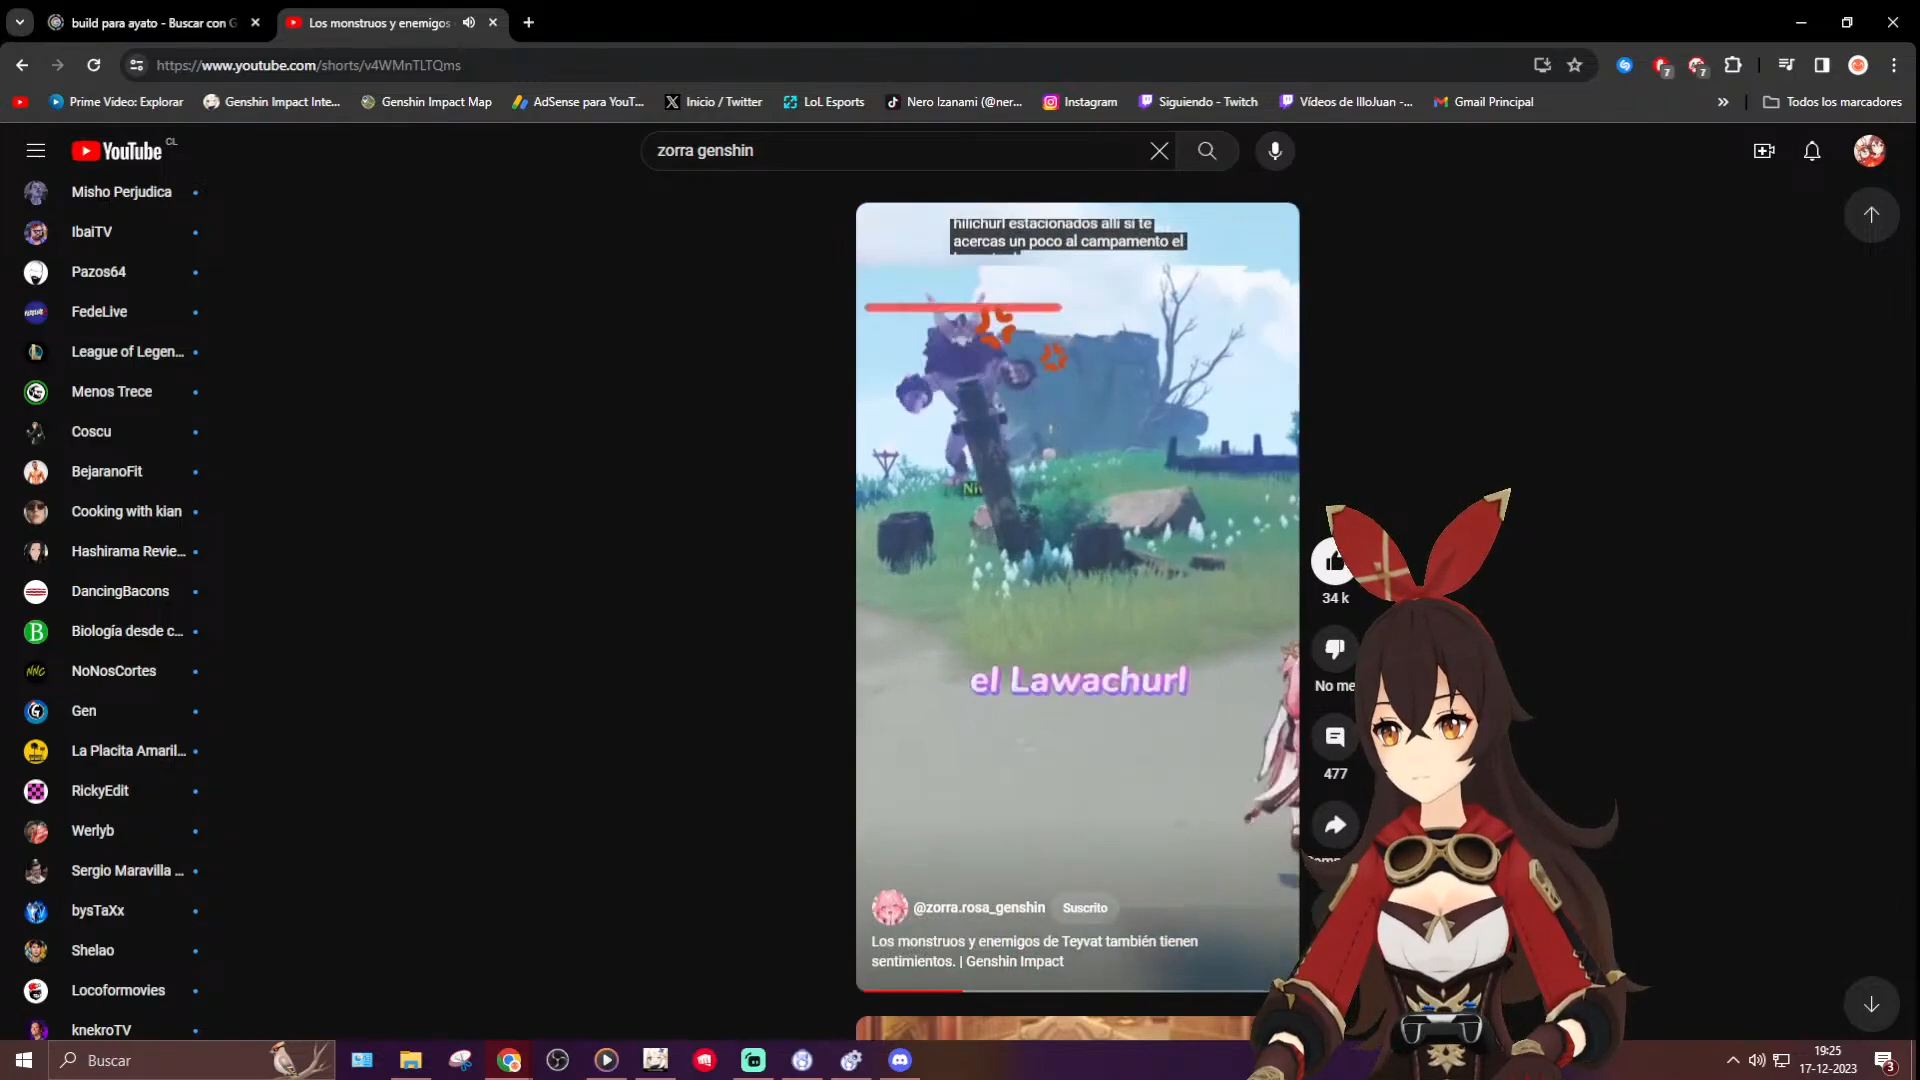 build para ayato - Buscar con G
Los monstruos y enemigos
https://www.youtube.com/shorts/v4WMnTLTQms
7
7
Prime Video: Explorar
Genshin Impact Inte...
Genshin Impact Map
AdSense para YouT...
Inicio / Twitter
LoL Esports
Nero Izanami (@ner...
Instagram
Siguiendo - Twitch
Vídeos de IlloJuan -...
Gmail Principal
Todos los marcadores
YouTube CL
zorra genshin
Misho Perjudica
IbaiTV
Pazos64
FedeLive
League of Legen...
Menos Trece
Coscu
BejaranoFit
Cooking with kian
Hashirama Revie...
DancingBacons
Biología desde c...
NoNosCortes
Gen
La Placita Amaril...
RickyEdit
Werlyb
Sergio Maravilla ...
bysTaXx
Shelao
Locoformovies
knekroTV
hilichurl estacionados allí si te
acercas un poco al campamento el
Niv
el Lawachurl
34 k
No me
477
@zorra.rosa_genshin
Suscrito
Los monstruos y enemigos de Teyvat también tienen
sentimientos. | Genshin Impact
Buscar
19:25
17-12-2023
3